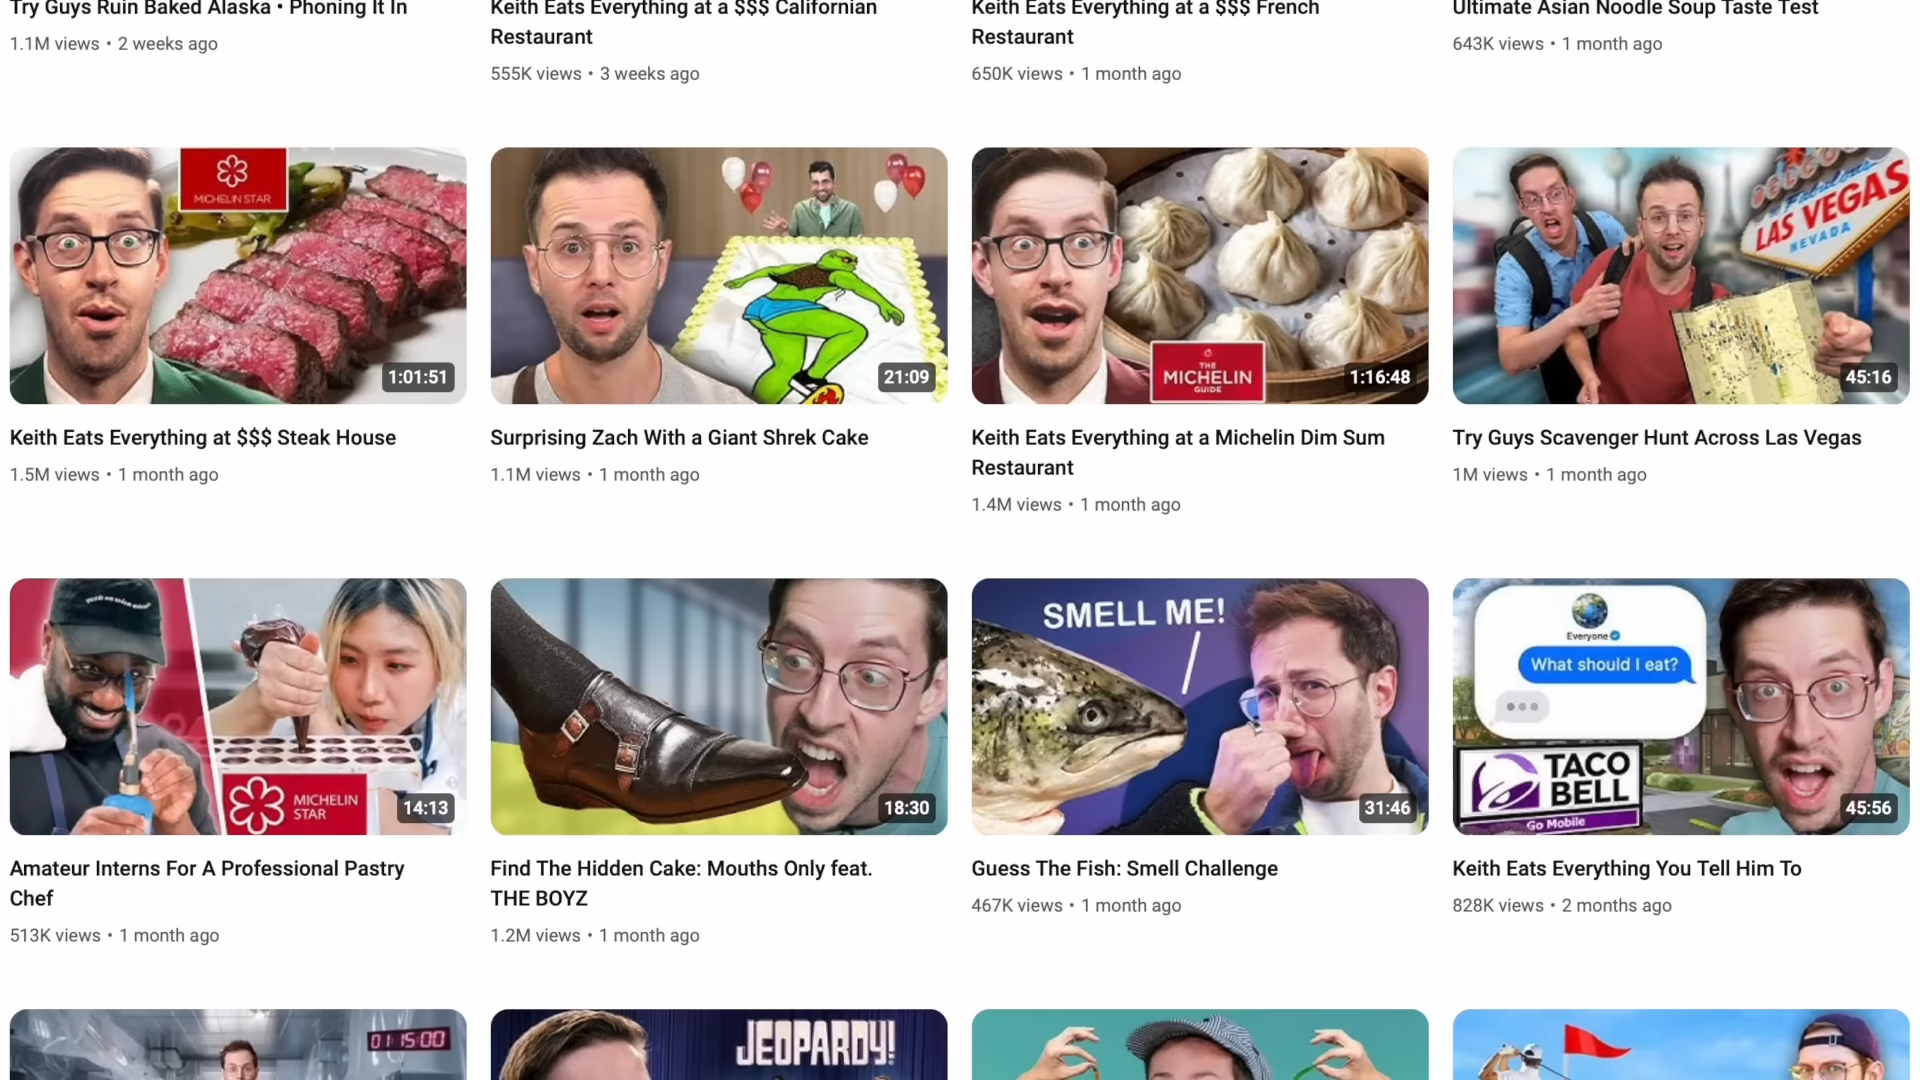 Try Guys Ruin Baked Alaska • Phoning It In
1.1M views • 2 weeks ago
Keith Eats Everything at a $$$ Californian
Restaurant
555K views • 3 weeks ago
Keith Eats Everything at a $$$ French
Restaurant
650K views • 1 month ago
Ultimate Asian Noodle Soup Taste Test
643K views • 1 month ago
MICHELIN STAR
1:01:51
Keith Eats Everything at $$$ Steak House
1.5M views • 1 month ago
21:09
Surprising Zach With a Giant Shrek Cake
1.1M views • 1 month ago
THE
MICHELIN
GUIDE
1:16:48
Keith Eats Everything at a Michelin Dim Sum
Restaurant
1.4M views • 1 month ago
Fabulous
LAS VEGAS
NEVADA
45:16
Try Guys Scavenger Hunt Across Las Vegas
1M views • 1 month ago
MICHELIN
STAR
14:13
Amateur Interns For A Professional Pastry
Chef
513K views • 1 month ago
18:30
Find The Hidden Cake: Mouths Only feat.
THE BOYZ
1.2M views • 1 month ago
SMELL ME!
31:46
Guess The Fish: Smell Challenge
467K views • 1 month ago
Everyone
What should I eat?
TACO
BELL
Go Mobile
45:56
Keith Eats Everything You Tell Him To
828K views • 2 months ago
01:15:00
JEOPARDY!